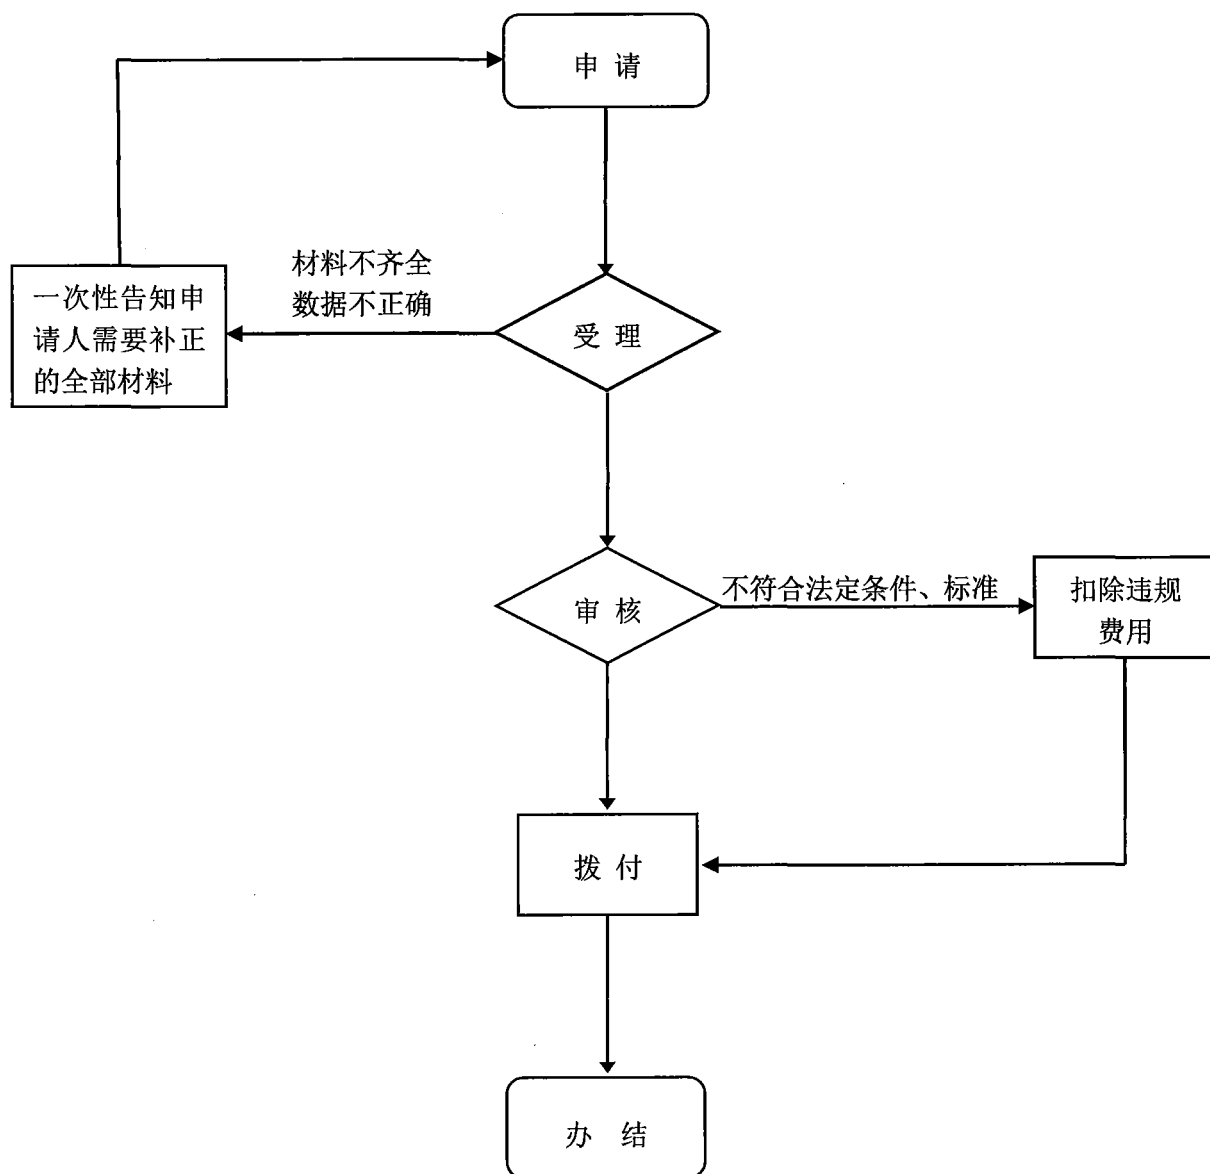 申请
材料不齐全
数据不正确
一次性告知申
请人需要补正
的全部材料
受理
审核
不符合法定条件、标准
扣除违规
费用
拨付
办结